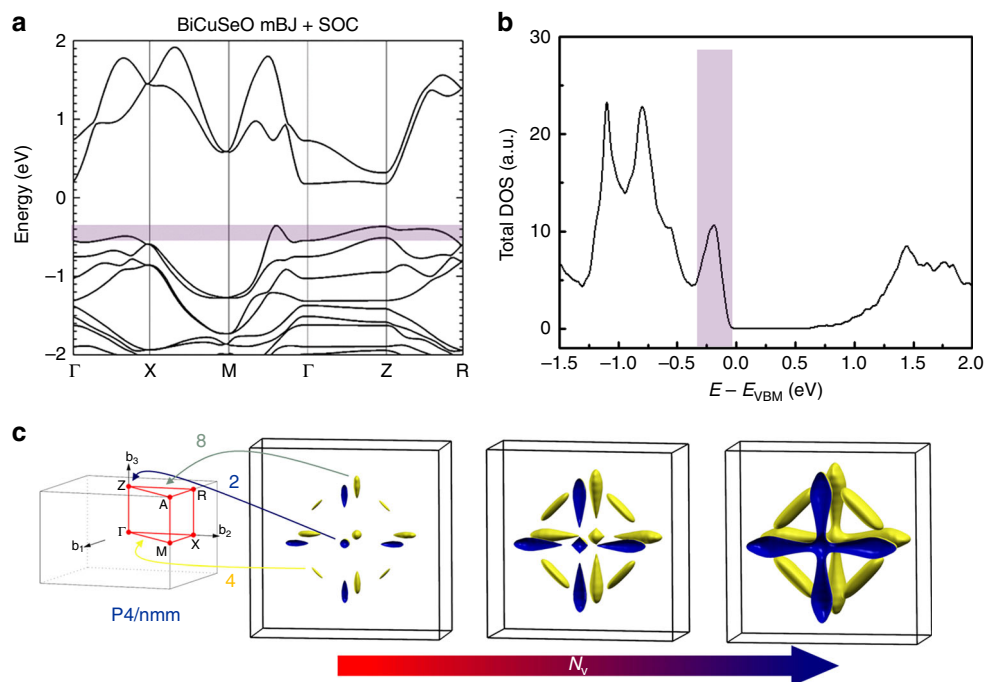 a
BiCuSeO mBJ + SOC
2
1
0
−1
−2
Energy (eV)
Γ X M Γ Z R
b
30
20
10
0
Total DOS (a.u.)
−1.5 −1.0 −0.5 0.0 0.5 1.0 1.5 2.0
E − E_VBM (eV)
c
8
2
4
b₃
Z
R
A
Γ
b₁
b₂
M
X
P4/nmm
N_v